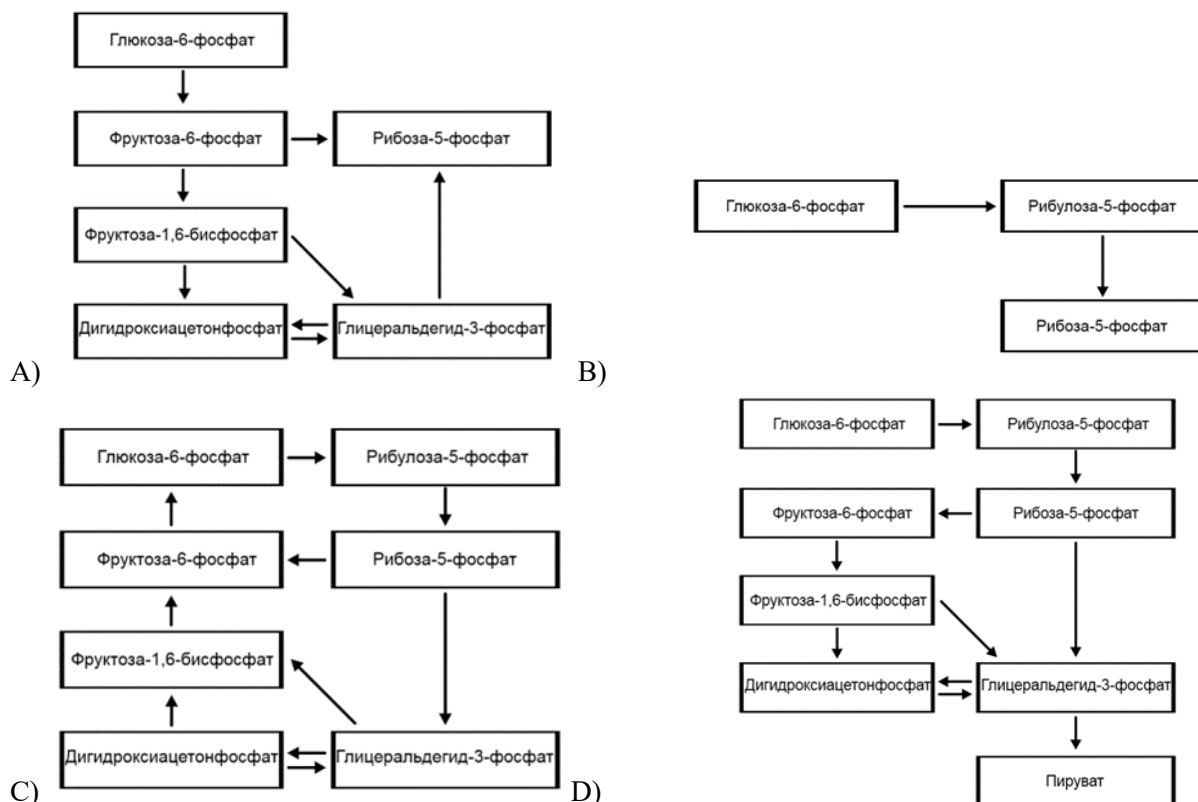 Глюкоза-6-фосфат
Фруктоза-6-фосфат
Рибоза-5-фосфат
Фруктоза-1,6-бисфосфат
Дигидроксиацетонфосфат
Глицеральдегид-3-фосфат
A)
Глюкоза-6-фосфат
Рибулоза-5-фосфат
Рибоза-5-фосфат
B)
Глюкоза-6-фосфат
Рибулоза-5-фосфат
Фруктоза-6-фосфат
Рибоза-5-фосфат
Фруктоза-1,6-бисфосфат
Дигидроксиацетонфосфат
Глицеральдегид-3-фосфат
C)
Глюкоза-6-фосфат
Рибулоза-5-фосфат
Фруктоза-6-фосфат
Рибоза-5-фосфат
Фруктоза-1,6-бисфосфат
Дигидроксиацетонфосфат
Глицеральдегид-3-фосфат
Пируват
D)